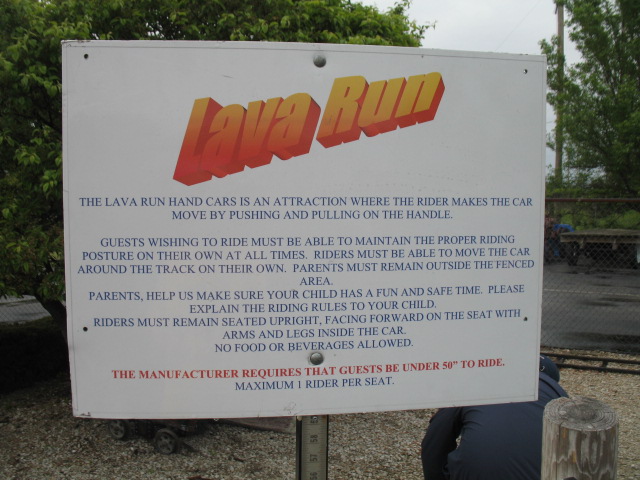 Lava Run
THE LAVA RUN HAND CARS IS AN ATTRACTION WHERE THE RIDER MAKES THE CAR
MOVE BY PUSHING AND PULLING ON THE HANDLE.
GUESTS WISHING TO RIDE MUST BE ABLE TO MAINTAIN THE PROPER RIDING
POSTURE ON THEIR OWN AT ALL TIMES. RIDERS MUST BE ABLE TO MOVE THE CAR
AROUND THE TRACK ON THEIR OWN. PARENTS MUST REMAIN OUTSIDE THE FENCED
AREA.
PARENTS, HELP US MAKE SURE YOUR CHILD HAS A FUN AND SAFE TIME. PLEASE
EXPLAIN THE RIDING RULES TO YOUR CHILD.
RIDERS MUST REMAIN SEATED UPRIGHT, FACING FORWARD ON THE SEAT WITH
ARMS AND LEGS INSIDE THE CAR.
NO FOOD OR BEVERAGES ALLOWED.
THE MANUFACTURER REQUIRES THAT GUESTS BE UNDER 50” TO RIDE.
MAXIMUM 1 RIDER PER SEAT.